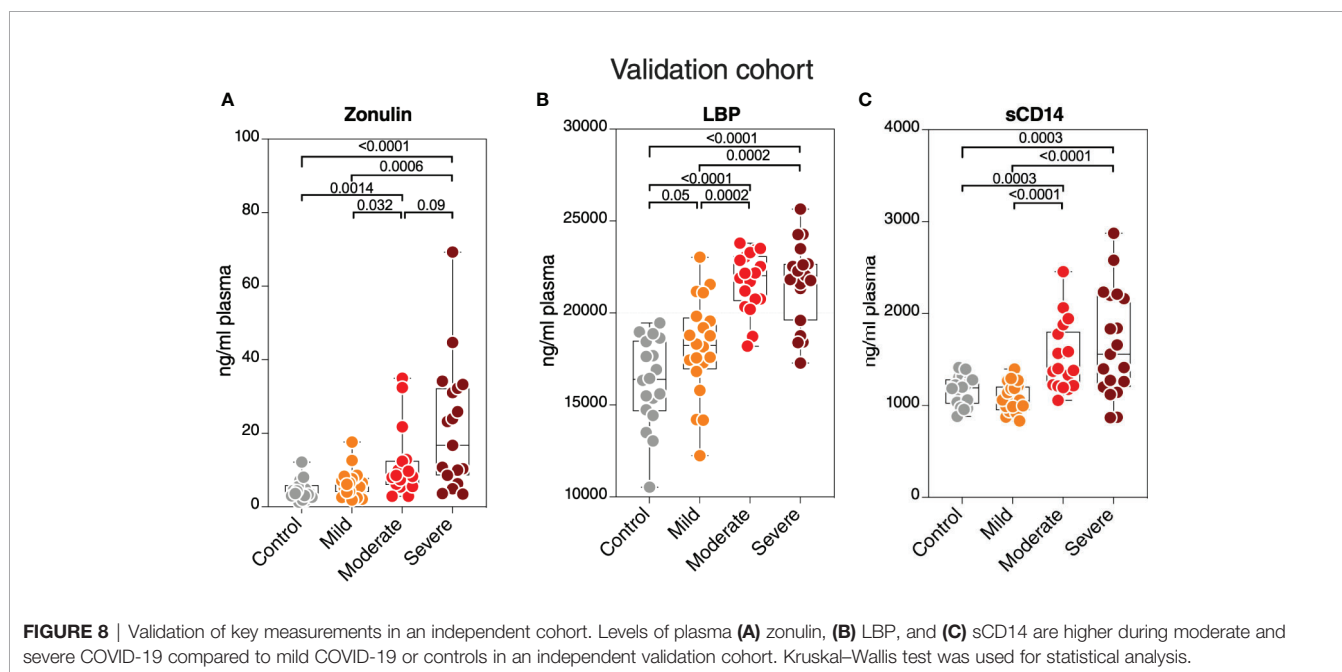 Validation cohort
A
Zonulin
ng/ml plasma
100
80
60
40
20
0
<0.0001
0.0006
0.0014
0.032
0.09
Control
Mild
Moderate
Severe
B
LBP
ng/ml plasma
30000
25000
20000
15000
10000
<0.0001
0.0002
<0.0001
0.05
0.0002
Control
Mild
Moderate
Severe
C
sCD14
ng/ml plasma
4000
3000
2000
1000
0
0.0003
<0.0001
0.0003
<0.0001
Control
Mild
Moderate
Severe
FIGURE 8 | Validation of key measurements in an independent cohort. Levels of plasma (A) zonulin, (B) LBP, and (C) sCD14 are higher during moderate and
severe COVID-19 compared to mild COVID-19 or controls in an independent validation cohort. Kruskal–Wallis test was used for statistical analysis.